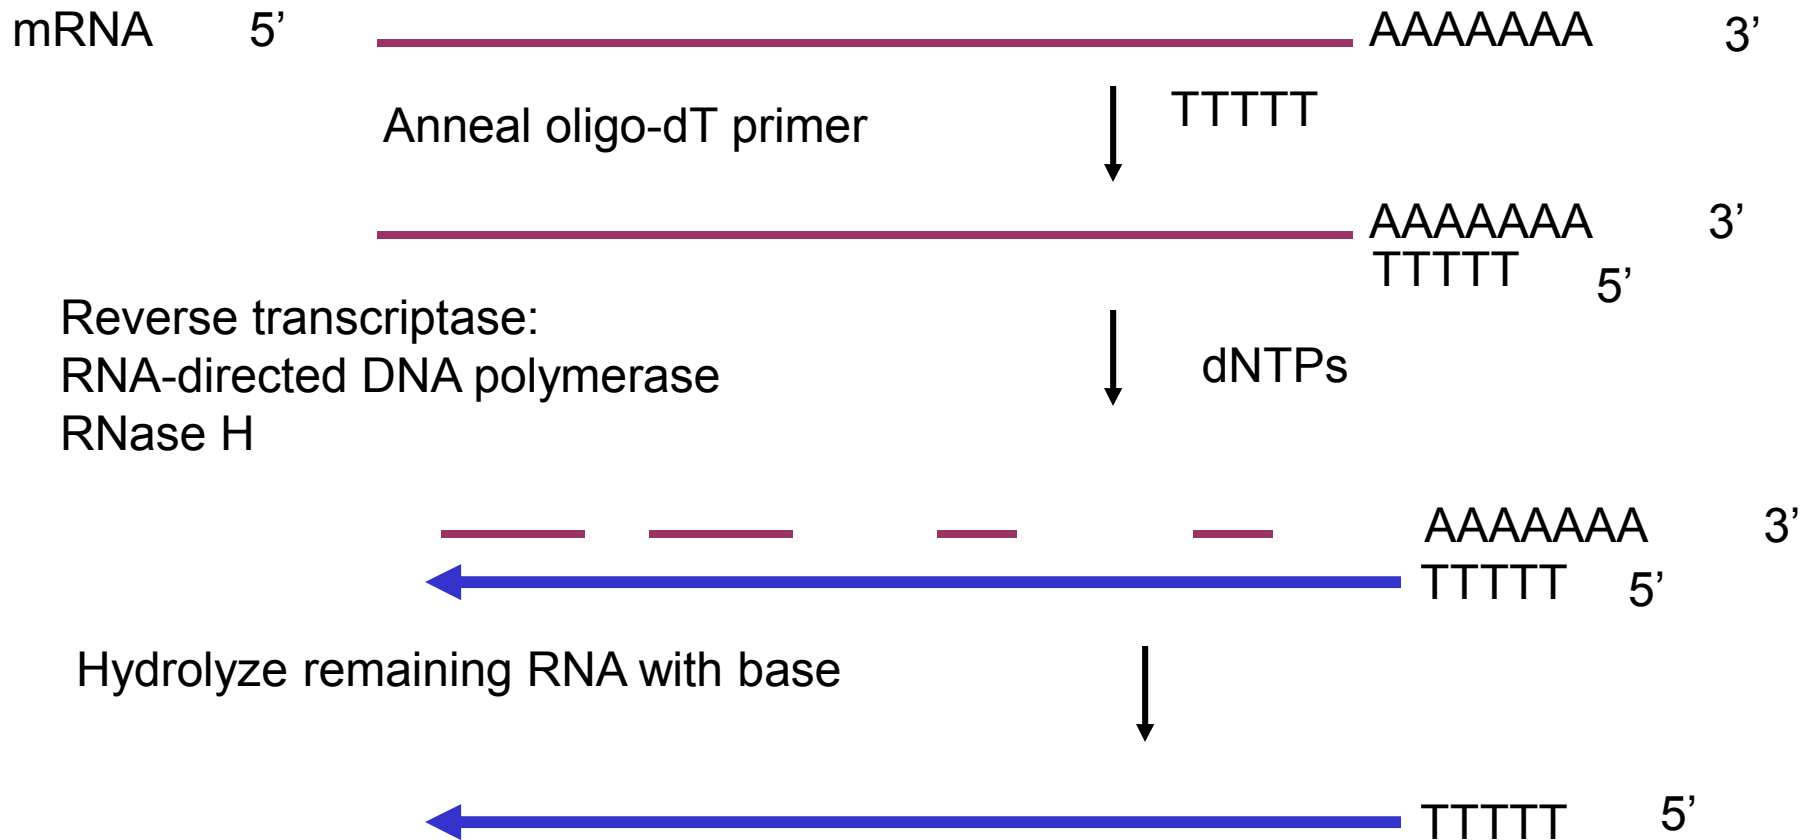 mRNA 5’ AAAAAAA 3’
Anneal oligo-dT primer TTTTT
AAAAAAA 3’
TTTTT 5’
Reverse transcriptase:
RNA-directed DNA polymerase dNTPs
RNase H
AAAAAAA 3’
TTTTT 5’
Hydrolyze remaining RNA with base
TTTTT 5’